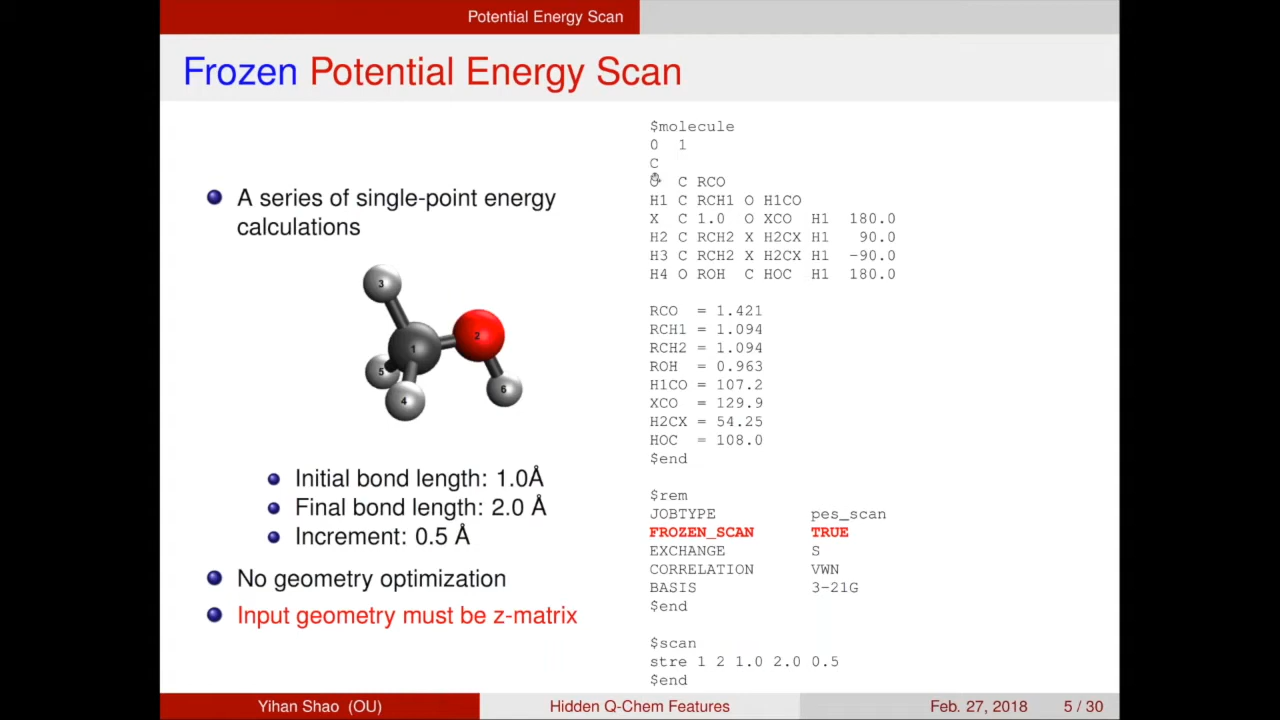 Potential Energy Scan
Frozen Potential Energy Scan
A series of single-point energy
calculations
3
1
2
5
4
6
Initial bond length: 1.0Å
Final bond length: 2.0 Å
Increment: 0.5 Å
No geometry optimization
Input geometry must be z-matrix
$molecule
0 1
C
C RCO
H1 C RCH1 O H1CO
X C 1.0 O XCO H1 180.0
H2 C RCH2 X H2CX H1 90.0
H3 C RCH2 X H2CX H1 -90.0
H4 O ROH C HOC H1 180.0
RCO = 1.421
RCH1 = 1.094
RCH2 = 1.094
ROH = 0.963
H1CO = 107.2
XCO = 129.9
H2CX = 54.25
HOC = 108.0
$end
$rem
JOBTYPE pes_scan
FROZEN_SCAN TRUE
EXCHANGE S
CORRELATION VWN
BASIS 3-21G
$end
$scan
stre 1 2 1.0 2.0 0.5
$end
Yihan Shao (OU)
Hidden Q-Chem Features
Feb. 27, 2018
5 / 30